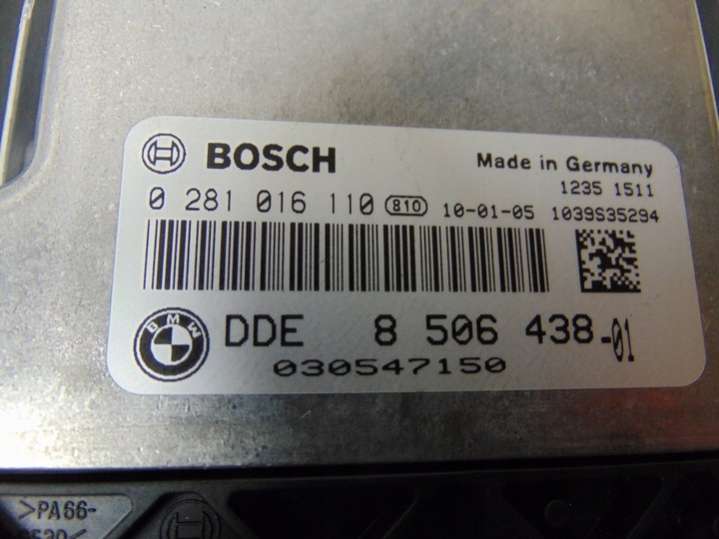 BOSCH
Made in Germany
1235 1511
0 281 016 110 810 10-01-05 1039S35294
BMW
DDE 8 506 438-01
030547150
>PA66-